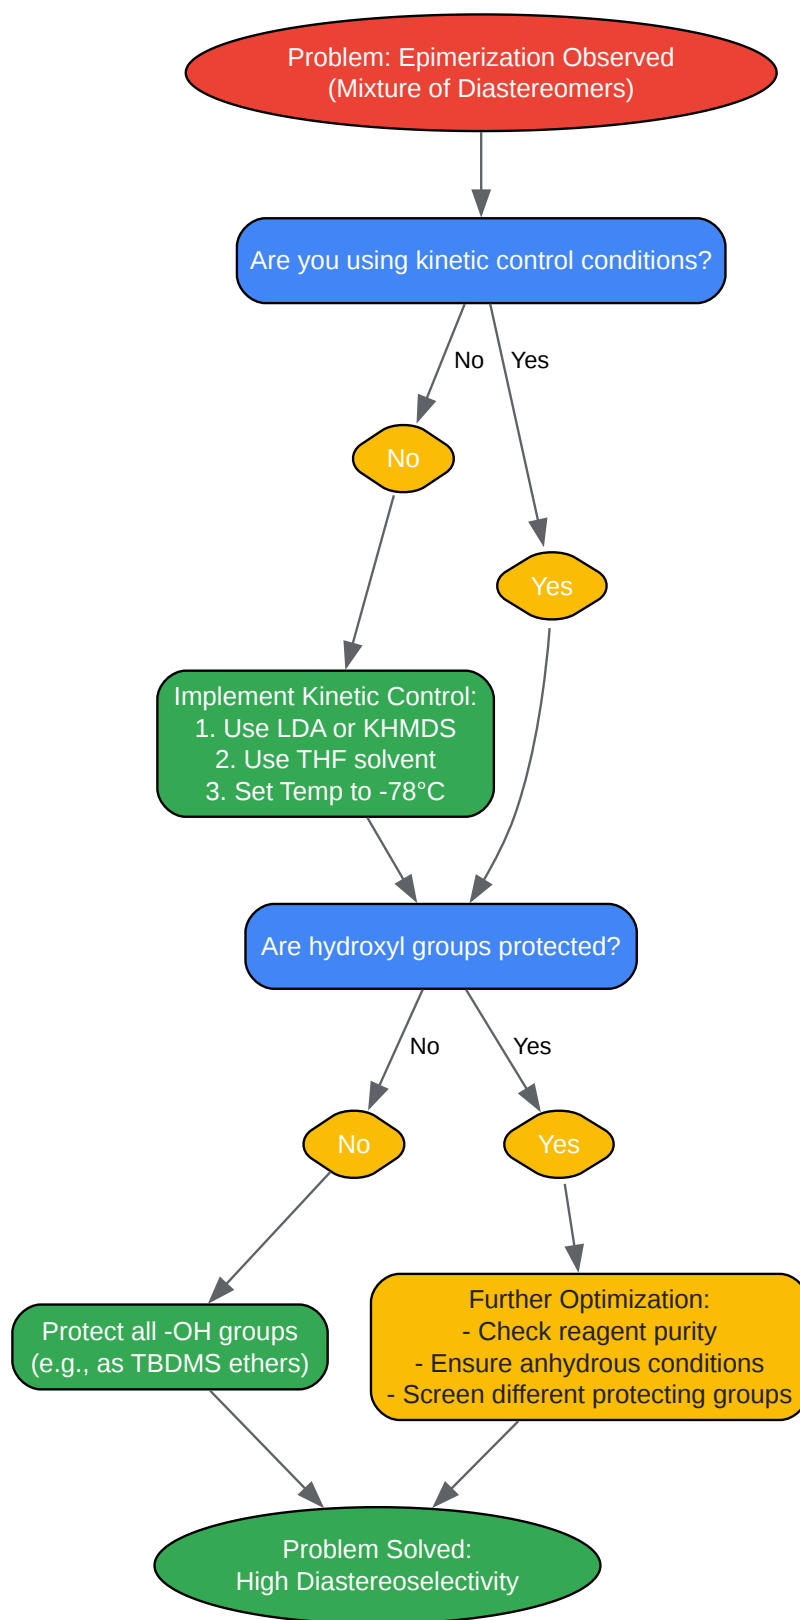 Problem: Epimerization Observed
(Mixture of Diastereomers)
Are you using kinetic control conditions?
No
Yes
No
Yes
Implement Kinetic Control:
1. Use LDA or KHMDS
2. Use THF solvent
3. Set Temp to -78°C
Are hydroxyl groups protected?
No
Yes
No
Yes
Protect all -OH groups
(e.g., as TBDMS ethers)
Further Optimization:
- Check reagent purity
- Ensure anhydrous conditions
- Screen different protecting groups
Problem Solved:
High Diastereoselectivity